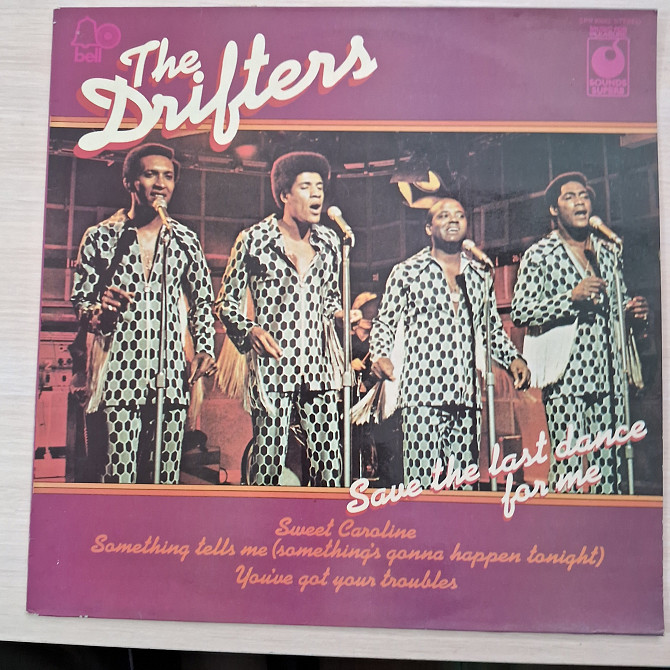 bell
The
Drifters
SOUNDS
SUPERB
Save the last dance
for me
Sweet Caroline
Something tells me (something's gonna happen tonight)
You've got your troubles